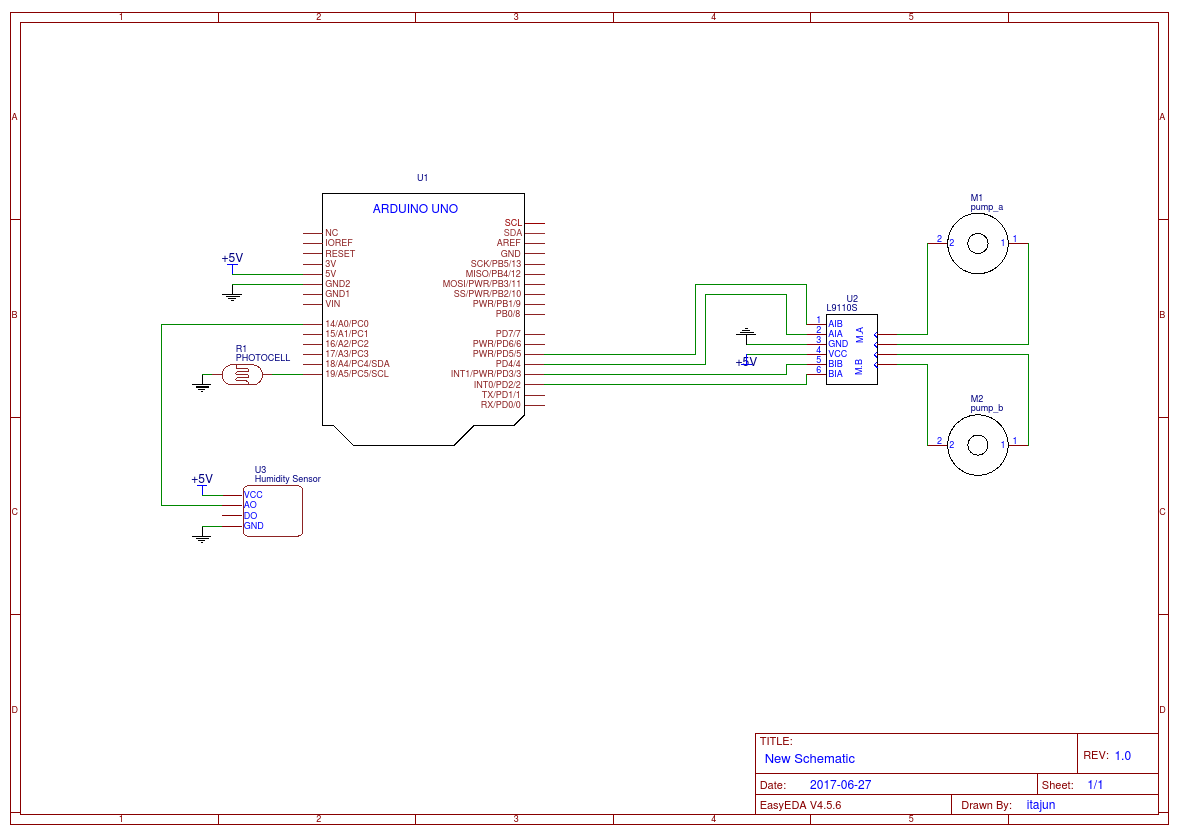 1 2 3 4 5
A A
U1
ARDUINO UNO
NC
IOREF
RESET
3V
5V
GND2
GND1
VIN
14/A0/PC0
15/A1/PC1
16/A2/PC2
17/A3/PC3
18/A4/PC4/SDA
19/A5/PC5/SCL
SCL
SDA
AREF
GND
SCK/PB5/13
MISO/PB4/12
MOSI/PWR/PB3/11
SS/PWR/PB2/10
PWR/PB1/9
PB0/8
PD7/7
PWR/PD6/6
PWR/PD5/5
PD4/4
INT1/PWR/PD3/3
INT0/PD2/2
TX/PD1/1
RX/PD0/0
+5V
R1
PHOTOCELL
B B
U2
L9110S
1 AIB
2 AIA
3 GND
4 VCC
5 BIB
6 BIA
M.A
M.B
+5V
M1
pump_a
2 2 1 1
M2
pump_b
2 2 1 1
+5V
U3
Humidity Sensor
VCC
AO
DO
GND
C C
D D
TITLE:
New Schematic
REV: 1.0
Date: 2017-06-27
Sheet: 1/1
EasyEDA V4.5.6
Drawn By: itajun
1 2 3 4 5